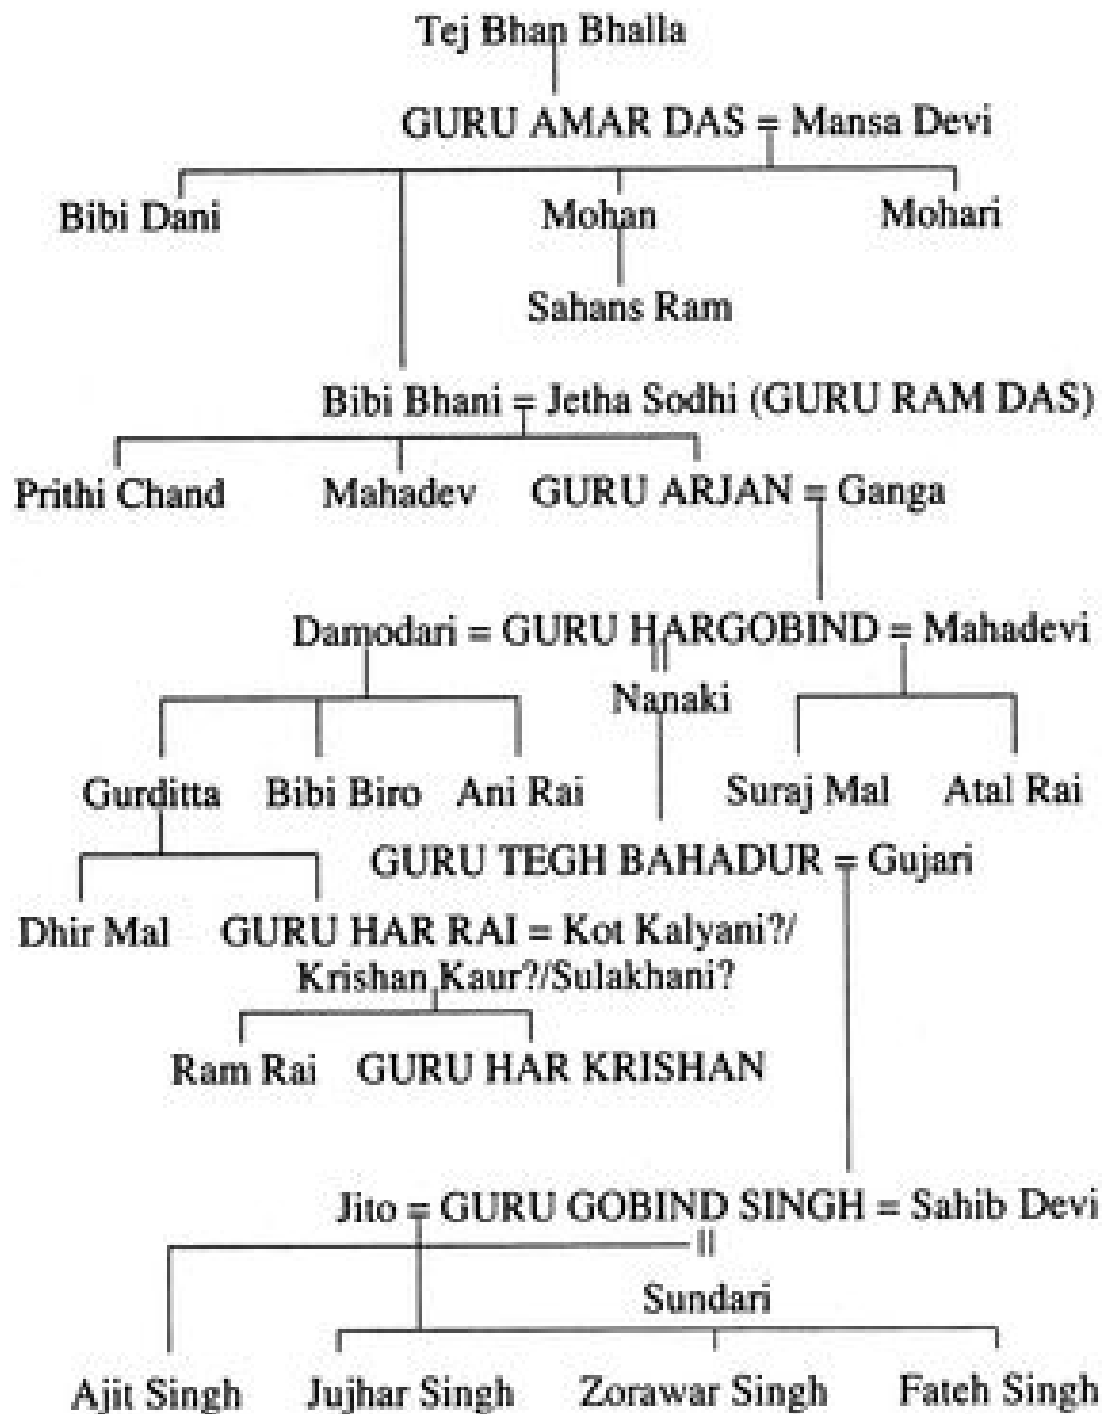 Tej Bhan Bhalla
GURU AMAR DAS = Mansa Devi
Bibi Dani Mohan Mohari
Sahans Ram
Bibi Bhani = Jetha Sodhi (GURU RAM DAS)
Prithi Chand Mahadev GURU ARJAN = Ganga
Damodari = GURU HARGOBIND = Mahadevi
||
Nanaki
Gurditta Bibi Biro Ani Rai Suraj Mal Atal Rai
GURU TEGH BAHADUR = Gujari
Dhir Mal GURU HAR RAI = Kot Kalyani?/
Krishan Kaur?/Sulakhani?
Ram Rai GURU HAR KRISHAN
Jito = GURU GOBIND SINGH = Sahib Devi
||
Sundari
Ajit Singh Jujhar Singh Zorawar Singh Fateh Singh